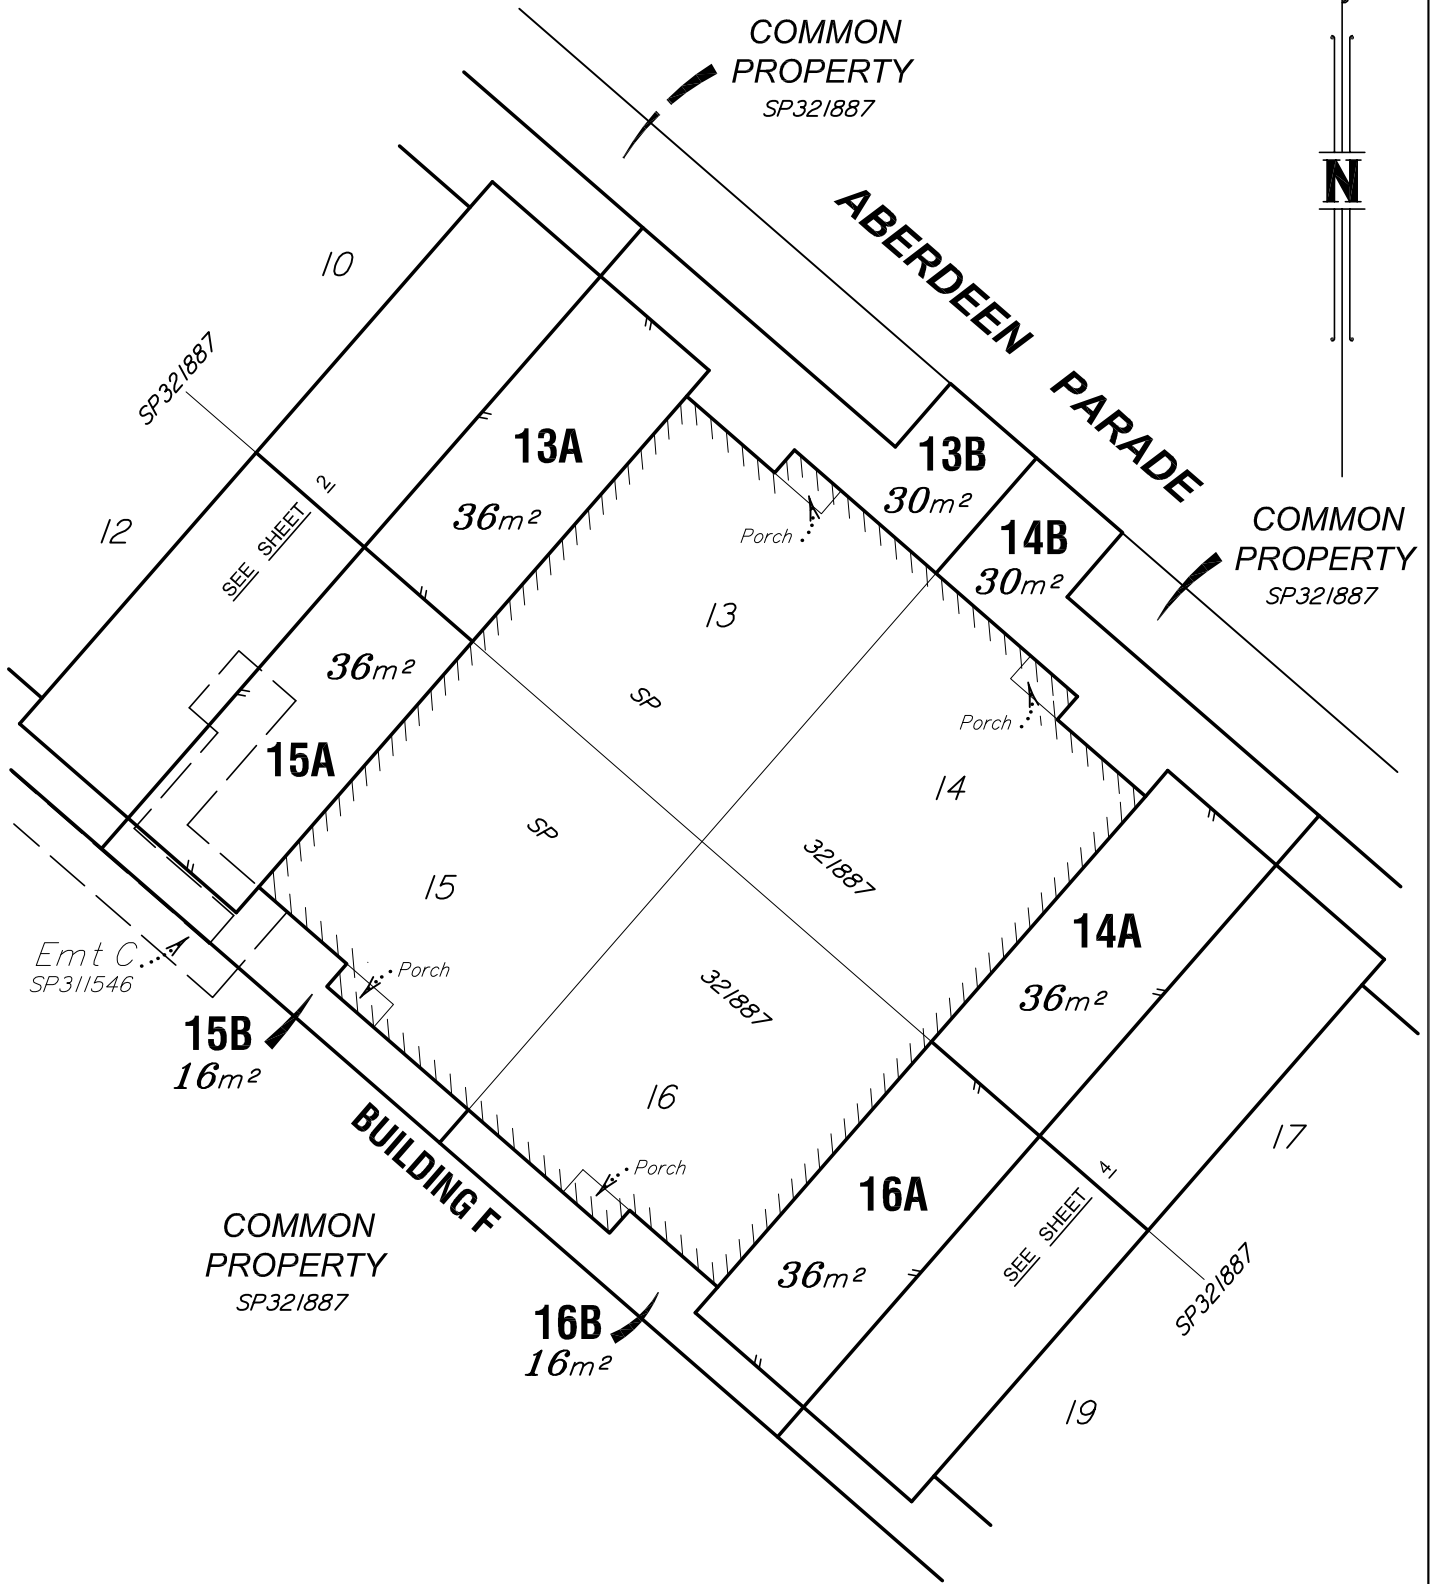 COMMON
PROPERTY
SP321887
N
ABERDEEN PARADE
10
SP321887
13A
36m²
13B
30m²
14B
30m²
COMMON
PROPERTY
SP321887
12
SEE SHEET 2
Porch
13
36m²
SP
Porch
15A
14
SP
321887
15
14A
36m²
Emt C
SP311546
Porch
321887
15B
16m²
16
17
BUILDING F
Porch
16A
36m²
SEE SHEET 4
COMMON
PROPERTY
SP321887
SP321887
16B
16m²
19